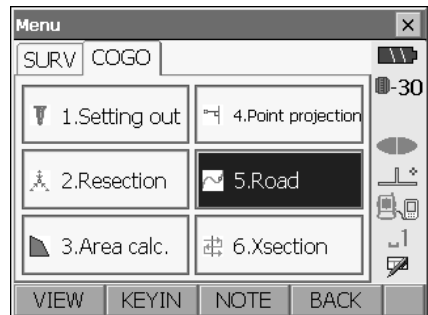 Menu
SURV COGO
-30
1.Setting out 4.Point projection
2.Resection 5.Road
3.Area calc. 6.Xsection
1
VIEW KEYIN NOTE BACK